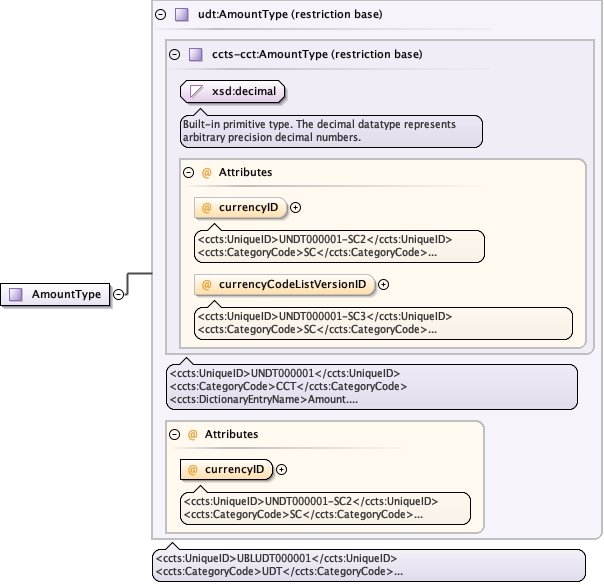 udt:AmountType (restriction base)
ccts-cct:AmountType (restriction base)
xsd:decimal
Built-in primitive type. The decimal datatype represents
arbitrary precision decimal numbers.
@ Attributes
@ currencyID
<ccts:UniqueID>UNDT000001-SC2</ccts:UniqueID>
<ccts:CategoryCode>SC</ccts:CategoryCode>...
@ currencyCodeListVersionID
<ccts:UniqueID>UNDT000001-SC3</ccts:UniqueID>
<ccts:CategoryCode>SC</ccts:CategoryCode>...
AmountType
<ccts:UniqueID>UNDT000001</ccts:UniqueID>
<ccts:CategoryCode>CCT</ccts:CategoryCode>
<ccts:DictionaryEntryName>Amount....
@ Attributes
@ currencyID
<ccts:UniqueID>UNDT000001-SC2</ccts:UniqueID>
<ccts:CategoryCode>SC</ccts:CategoryCode>...
<ccts:UniqueID>UBLUDT000001</ccts:UniqueID>
<ccts:CategoryCode>UDT</ccts:CategoryCode>...